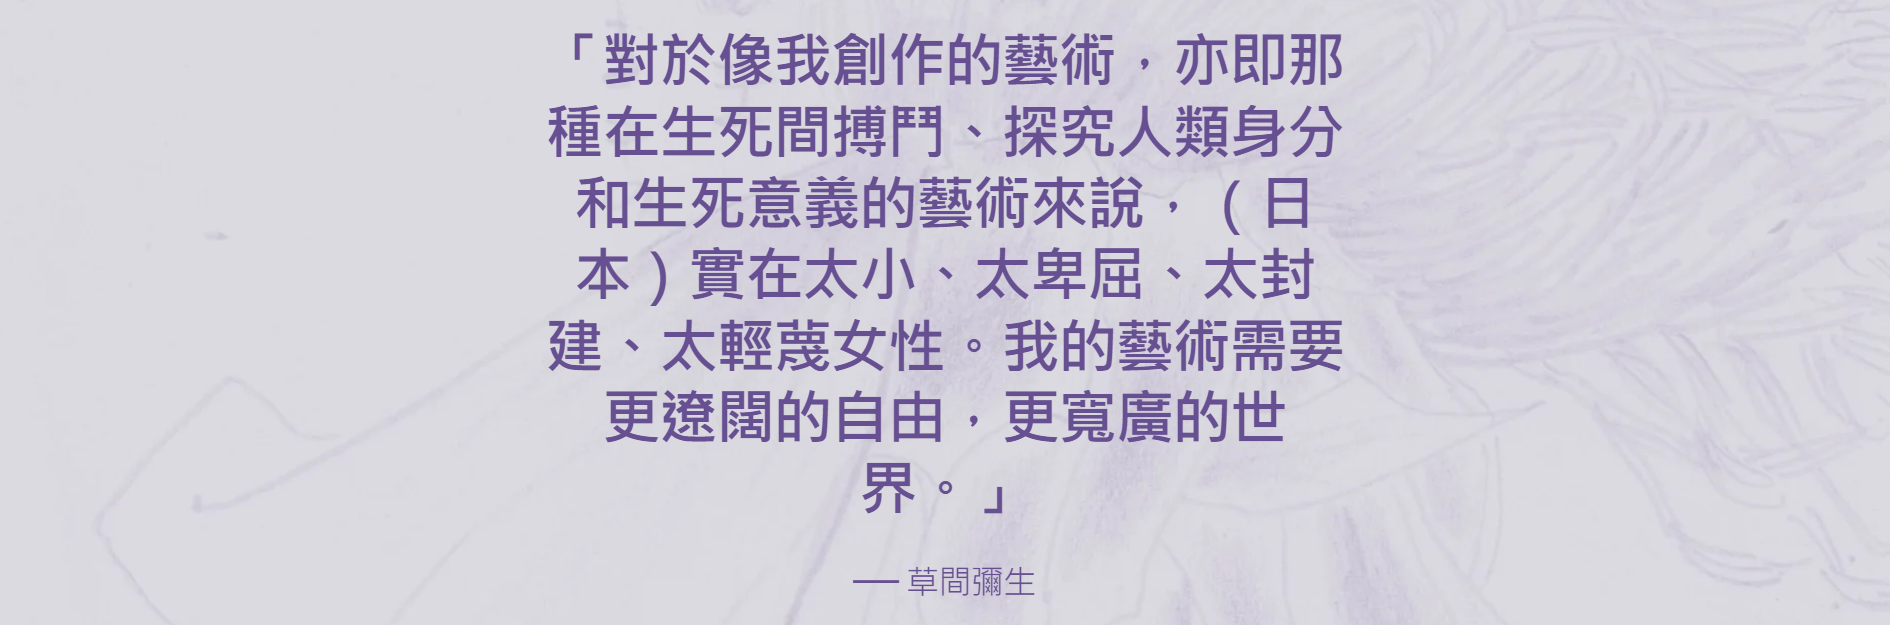 「對於像我創作的藝術，亦即那
種在生死間搏鬥、探究人類身分
和生死意義的藝術來說，（日
本）實在太小、太卑屈、太封
建、太輕蔑女性。我的藝術需要
更遼闊的自由，更寬廣的世
界。」
── 草間彌生